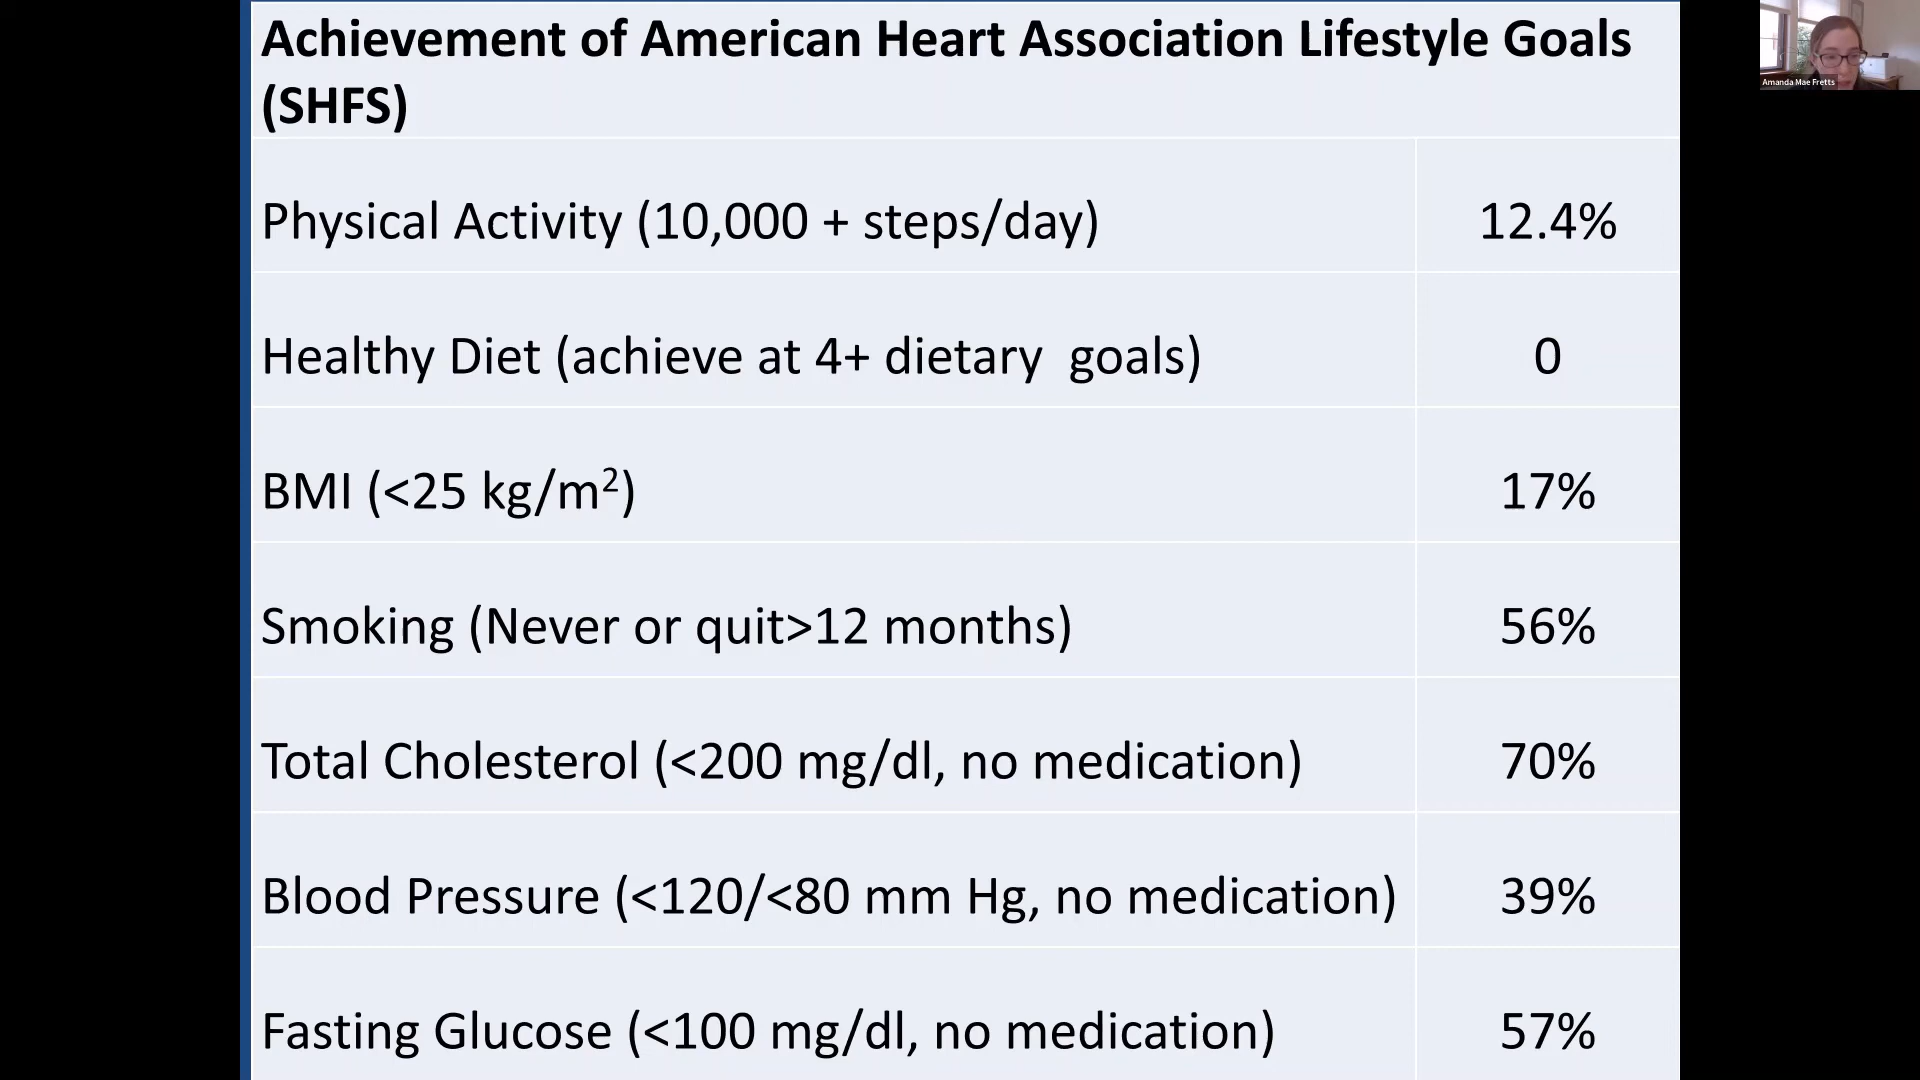 Achievement of American Heart Association Lifestyle Goals
(SHFS)
Physical Activity (10,000 + steps/day) 12.4%
Healthy Diet (achieve at 4+ dietary  goals) 0
BMI (<25 kg/m²) 17%
Smoking (Never or quit>12 months) 56%
Total Cholesterol (<200 mg/dl, no medication) 70%
Blood Pressure (<120/<80 mm Hg, no medication) 39%
Fasting Glucose (<100 mg/dl, no medication) 57%
Amanda Mae Fretts